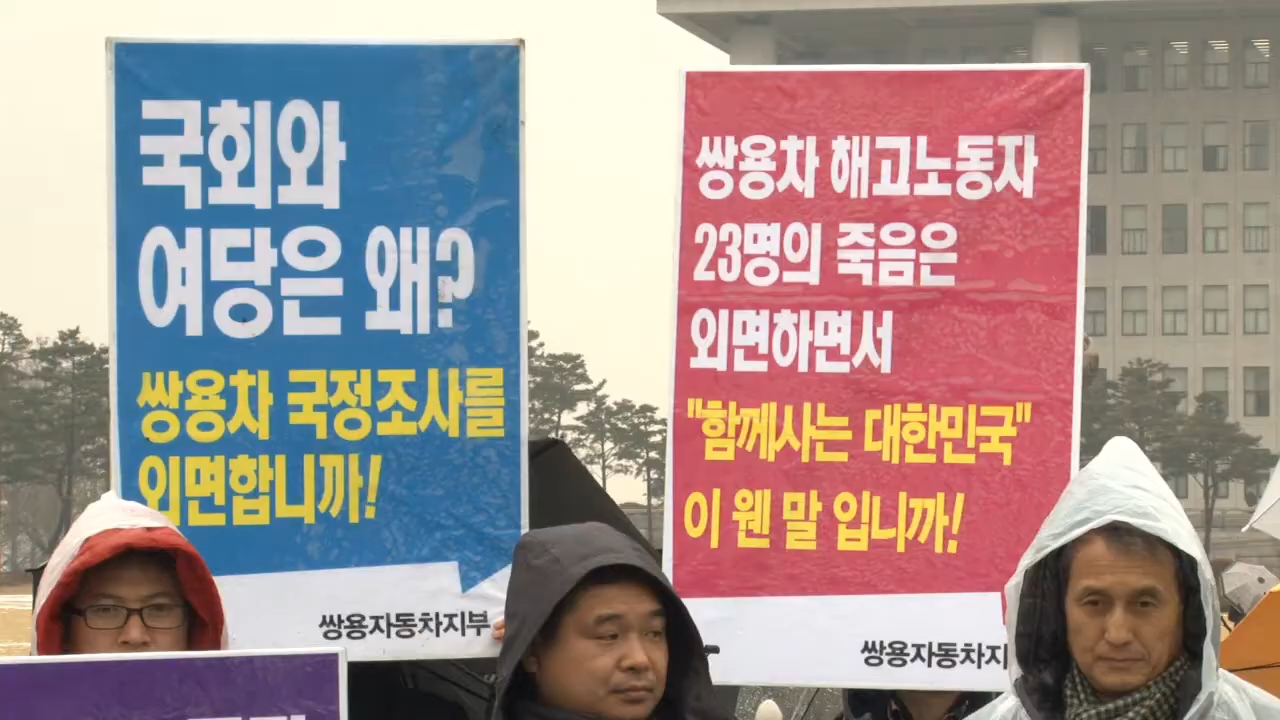 국회와
여당은 왜?
쌍용차 국정조사를
외면합니까!
쌍용자동차지부
쌍용차 해고노동자
23명의 죽음은
외면하면서
"함께사는 대한민국"
이 웬 말 입니까!
쌍용자동차지